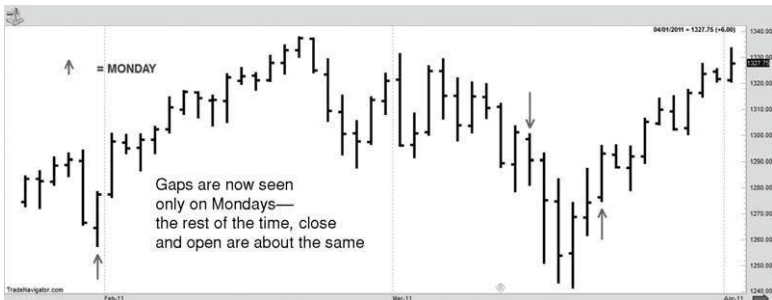 04/01/2011 = 1327.75 (+6.00)
1340.00
= MONDAY
1330.00
1327.75
1320.00
1310.00
1300.00
Gaps are now seen
only on Mondays—
the rest of the time, close
and open are about the same
1290.00
1280.00
1270.00
1260.00
1250.00
TradeNavigator.com
1240.00
Feb-11
Mar-11
Apr-11